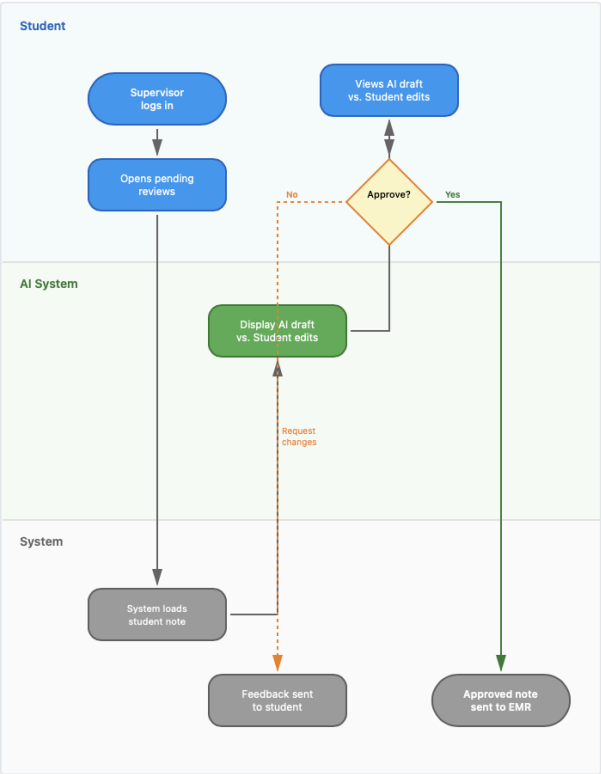 Student
Supervisor
logs in
Views AI draft
vs. Student edits
Opens pending
reviews
No
Approve?
Yes
AI System
Display AI draft
vs. Student edits
Request
changes
System
System loads
student note
Feedback sent
to student
Approved note
sent to EMR